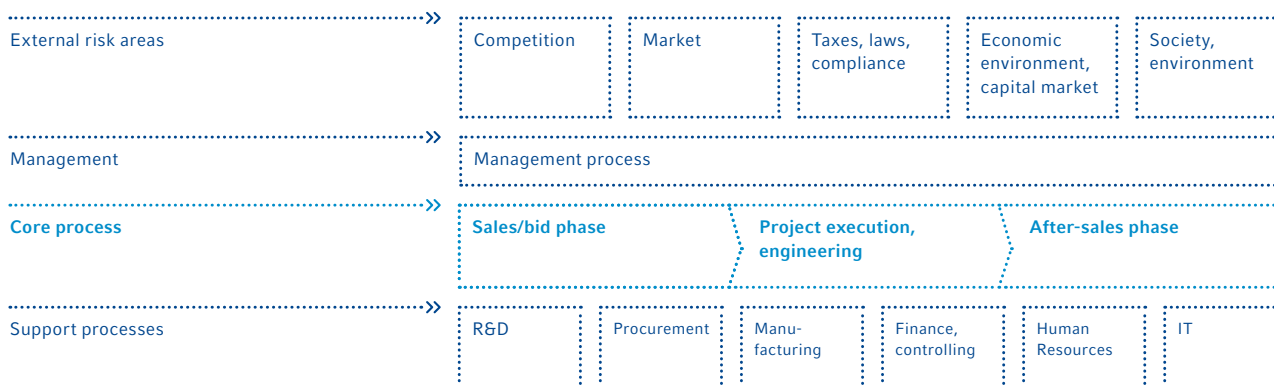 External risk areas
Competition
Market
Taxes, laws,
compliance
Economic
environment,
capital market
Society,
environment
Management
Management process
Core process
Sales/bid phase
Project execution,
engineering
After-sales phase
Support processes
R&D
Procurement
Manu-
facturing
Finance,
controlling
Human
Resources
IT